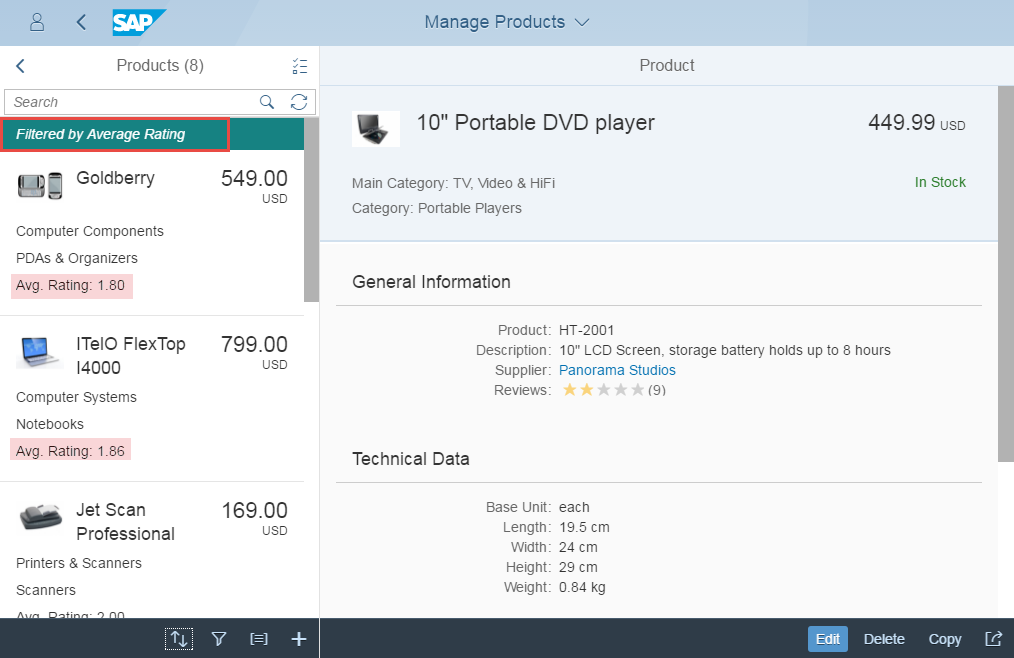 SAP
Manage Products
Products (8)
Search
Filtered by Average Rating
Goldberry
549.00
USD
Computer Components
PDAs & Organizers
Avg. Rating: 1.80
ITelO FlexTop
I4000
799.00
USD
Computer Systems
Notebooks
Avg. Rating: 1.86
Jet Scan
Professional
169.00
USD
Printers & Scanners
Scanners
Avg. Rating: 2.00
Product
10" Portable DVD player
449.99 USD
Main Category: TV, Video & HiFi
In Stock
Category: Portable Players
General Information
Product: HT-2001
Description: 10" LCD Screen, storage battery holds up to 8 hours
Supplier: Panorama Studios
Reviews: (9)
Technical Data
Base Unit: each
Length: 19.5 cm
Width: 24 cm
Height: 29 cm
Weight: 0.84 kg
Edit Delete Copy